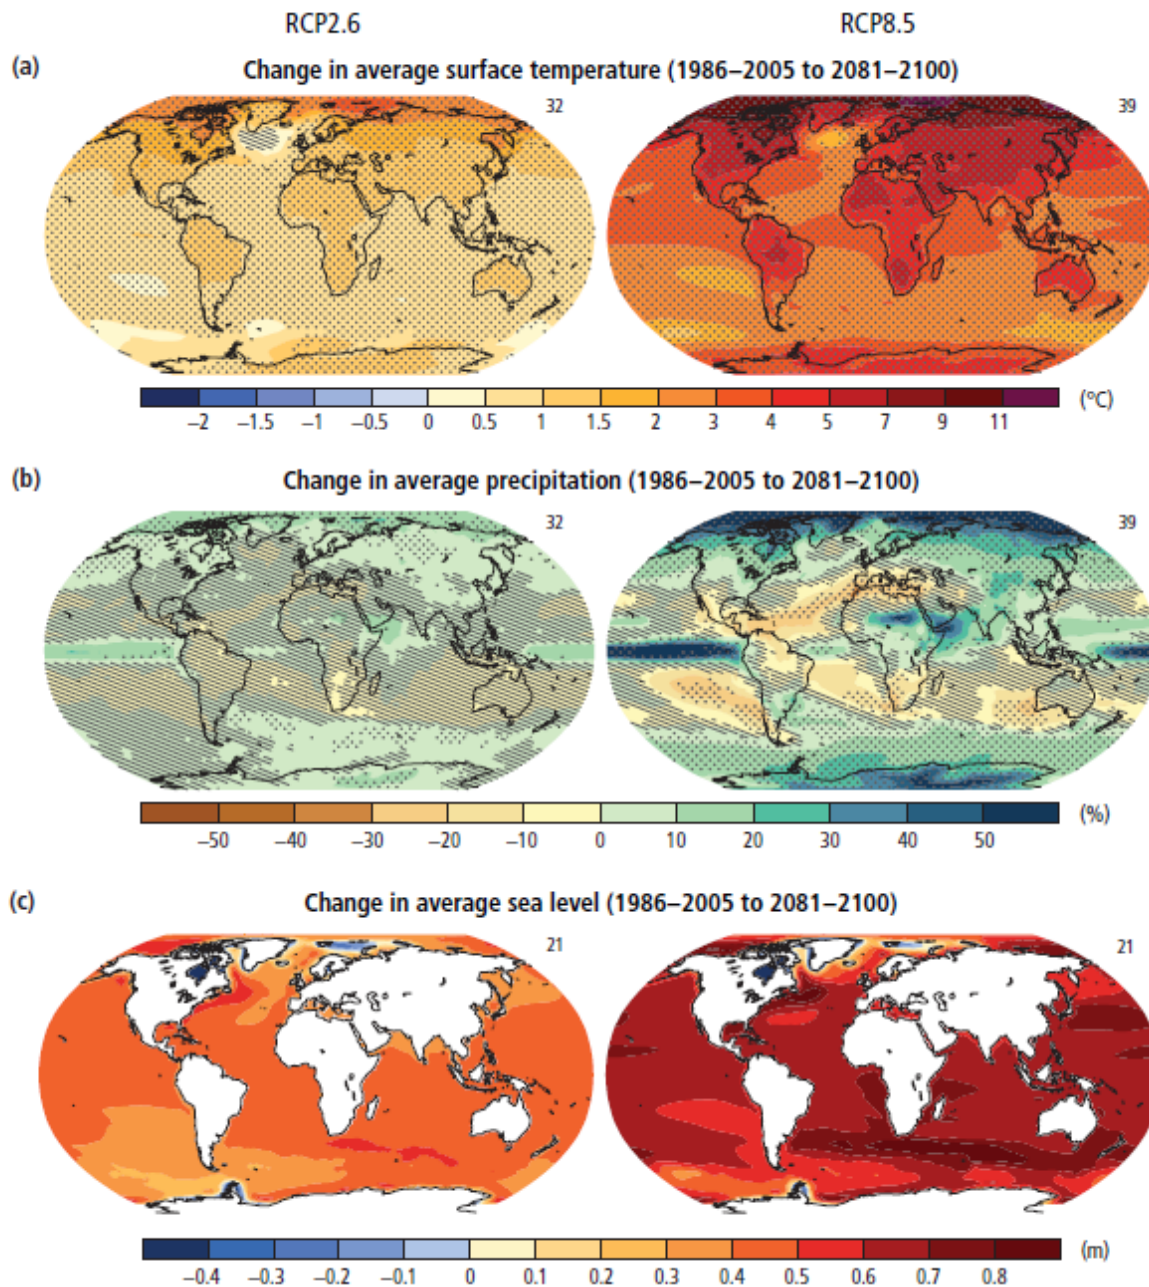 RCP2.6 RCP8.5
(a) Change in average surface temperature (1986–2005 to 2081–2100)
32 39
–2 –1.5 –1 –0.5 0 0.5 1 1.5 2 3 4 5 7 9 11 (°C)
(b) Change in average precipitation (1986–2005 to 2081–2100)
32 39
–50 –40 –30 –20 –10 0 10 20 30 40 50 (%)
(c) Change in average sea level (1986–2005 to 2081–2100)
21 21
–0.4 –0.3 –0.2 –0.1 0 0.1 0.2 0.3 0.4 0.5 0.6 0.7 0.8 (m)